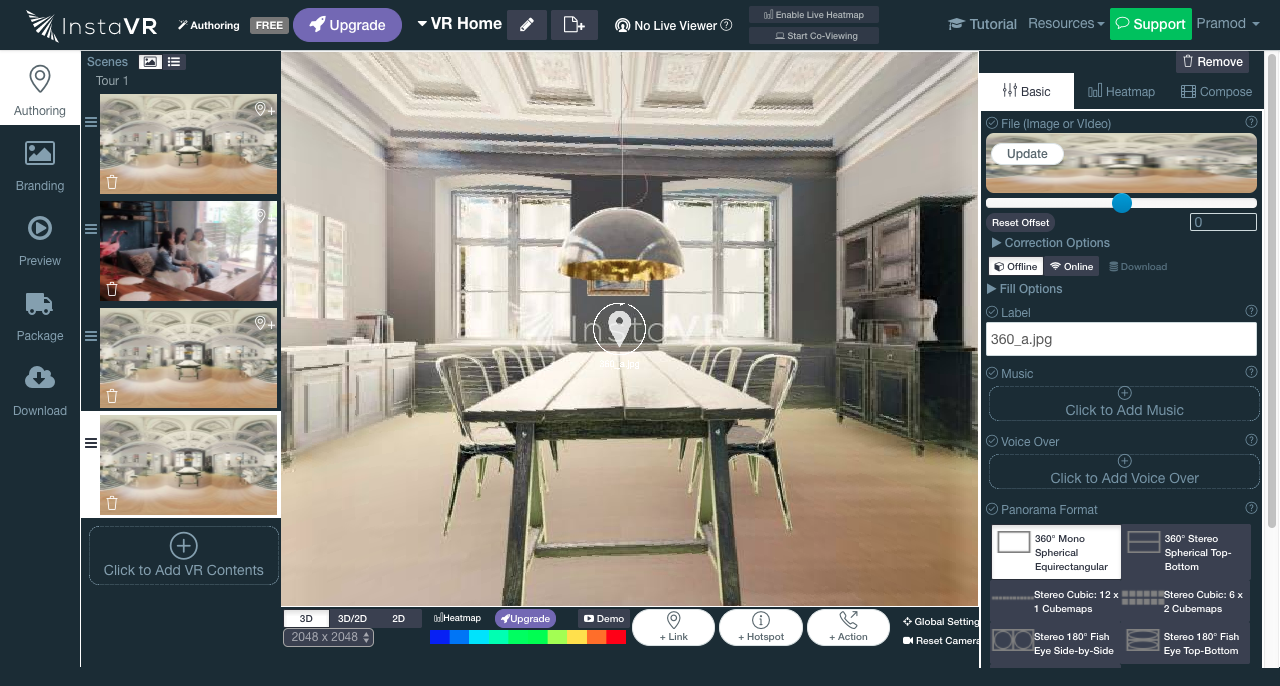 InstaVR
Authoring
FREE
Upgrade
VR Home
No Live Viewer
Enable Live Heatmap
Start Co-Viewing
Tutorial
Resources
Support
Pramod
Authoring
Branding
Preview
Package
Download
Scenes
Tour 1
Click to Add VR Contents
InstaVR
3D
3D/2D
2D
2048 x 2048
Heatmap
Upgrade
Demo
+ Link
+ Hotspot
+ Action
Global Setting
Reset Camera
Remove
Basic
Heatmap
Compose
File (Image or VIdeo)
Update
Reset Offset
0
Correction Options
Offline
Online
Download
Fill Options
Label
360_a.jpg
Music
Click to Add Music
Voice Over
Click to Add Voice Over
Panorama Format
360° Mono
Spherical
Equirectangular
360° Stereo
Spherical Top-
Bottom
Stereo Cubic: 12 x
1 Cubemaps
Stereo Cubic: 6 x
2 Cubemaps
Stereo 180° Fish
Eye Side-by-Side
Stereo 180° Fish
Eye Top-Bottom